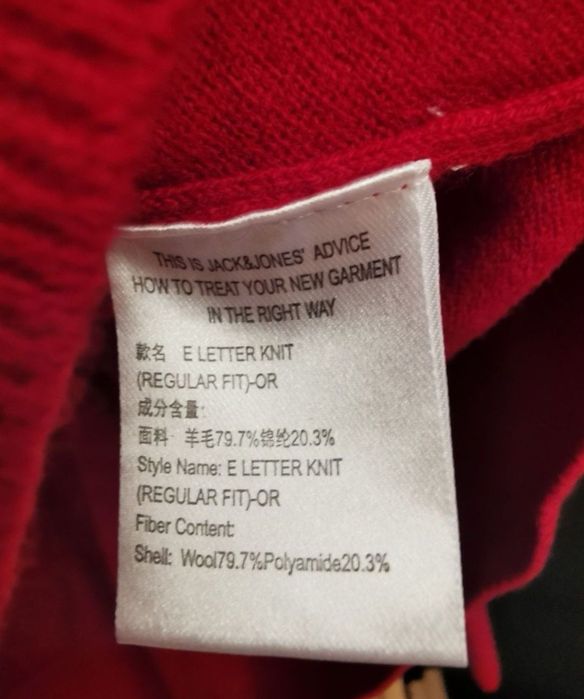 THIS IS JACK&JONES' ADVICE
HOW TO TREAT YOUR NEW GARMENT
IN THE RIGHT WAY
款名 E LETTER KNIT
(REGULAR FIT)-OR
成分含量:
面料 羊毛79.7%锦纶20.3%
Style Name: E LETTER KNIT
(REGULAR FIT)-OR
Fiber Content:
Shell: Wool79.7%Polyamide20.3%